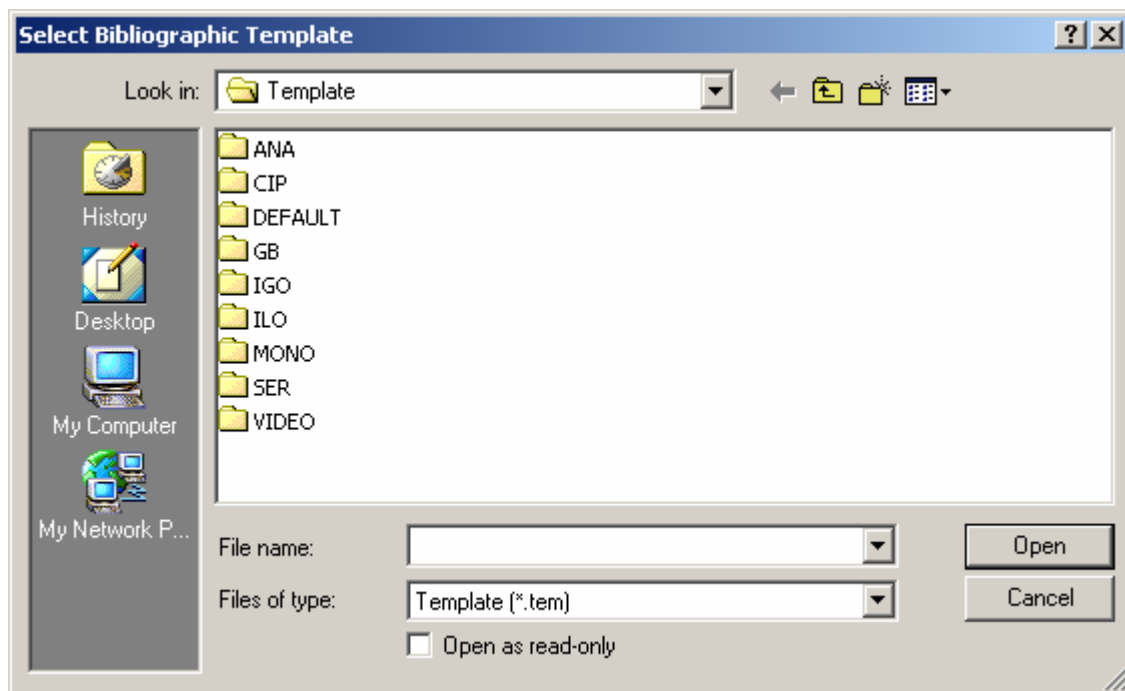 Select Bibliographic Template
Look in: Template
History
Desktop
My Computer
My Network P...
ANA
CIP
DEFAULT
GB
IGO
ILO
MONO
SER
VIDEO
File name:
Open
Files of type: Template (*.tem)
Cancel
Open as read-only